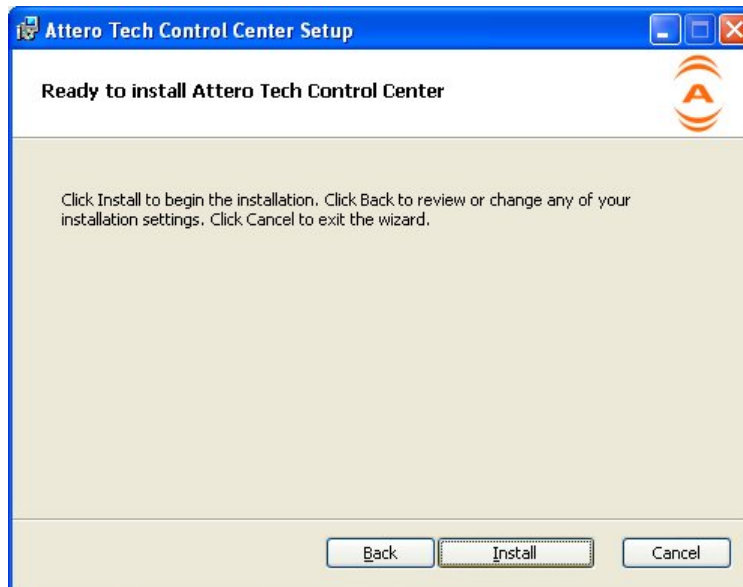 Attero Tech Control Center Setup
Ready to install Attero Tech Control Center
A
Click Install to begin the installation. Click Back to review or change any of your
installation settings. Click Cancel to exit the wizard.
Back Install Cancel